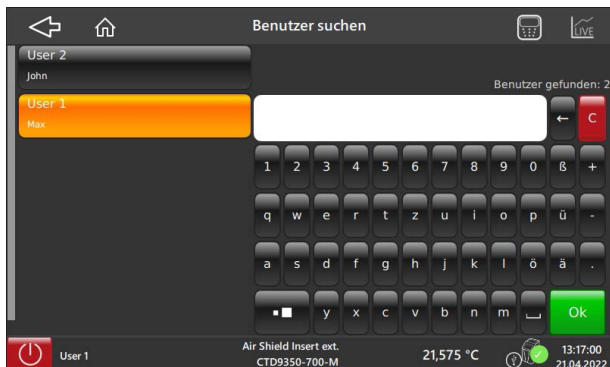 Benutzer suchen
LIVE
User 2
John
Benutzer gefunden: 2
User 1
Max
← C
1 2 3 4 5 6 7 8 9 0 ß +
q w e r t z u i o p ü -
a s d f g h j k l ö ä .
y x c v b n m Ok
User 1
Air Shield Insert ext.
CTD9350-700-M
21,575 °C
13:17:00
21.04.2022